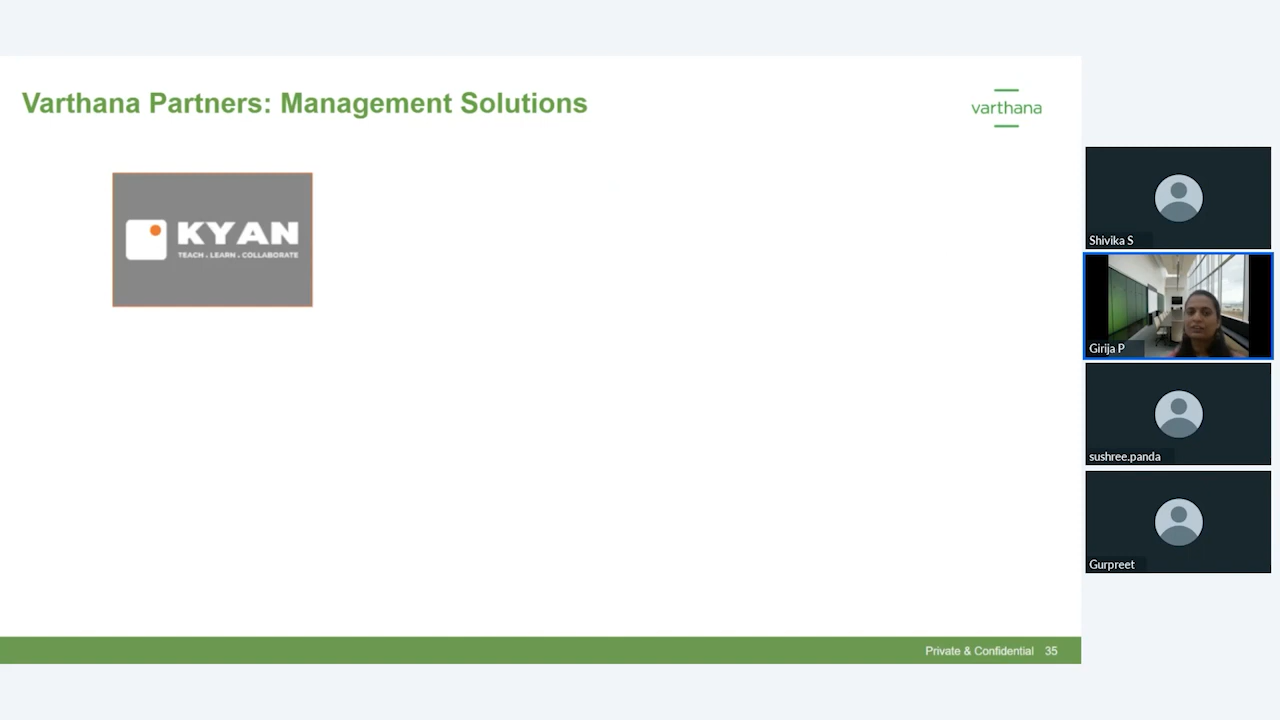 Varthana Partners: Management Solutions
varthana
KYAN
TEACH . LEARN . COLLABORATE
Shivika S
Girija P
sushree.panda
Gurpreet
Private & Confidential 35